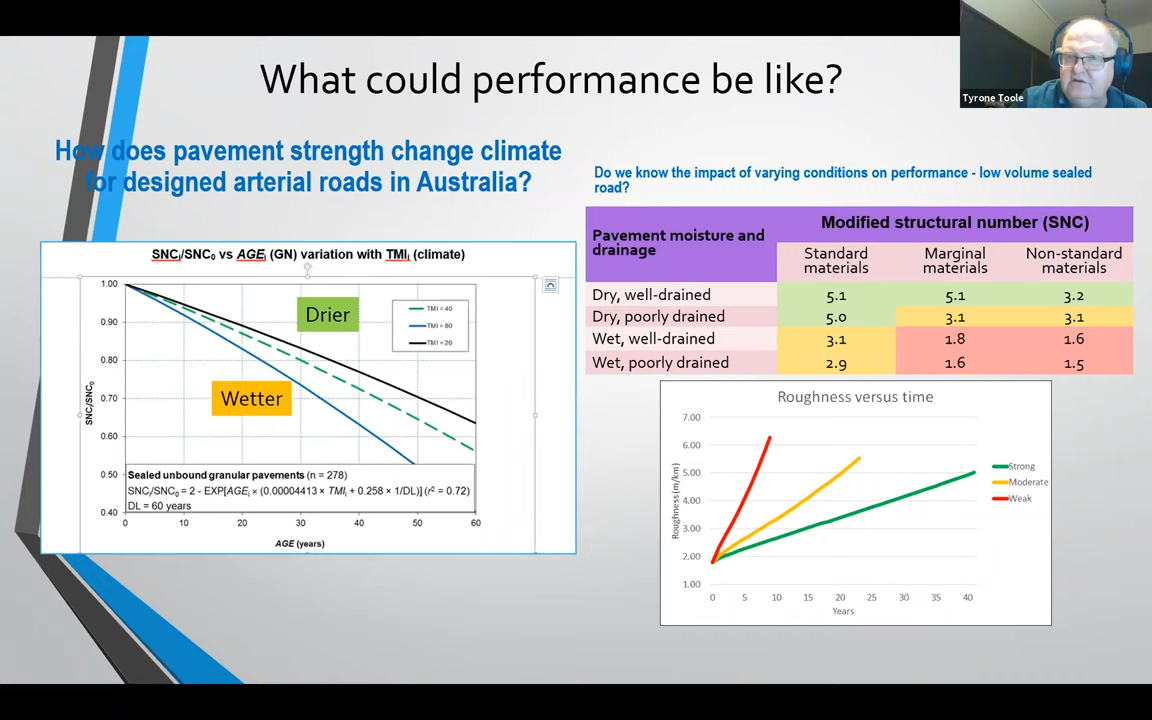 What could performance be like?
Tyrone Toole
How does pavement strength change climate
for designed arterial roads in Australia?
SNCi/SNC0 vs AGEi (GN) variation with TMIi (climate)
1.00
0.90
0.80
0.70
0.60
0.50
0.40
SNC/SNC0
Drier
Wetter
TMI = 40
TMI = 80
TMI = 20
Sealed unbound granular pavements (n = 278)
SNCi/SNC0 = 2 - EXP[AGEi × (0.00004413 × TMIi + 0.258 × 1/DL)] (r² = 0.72)
DL = 60 years
0 10 20 30 40 50 60
AGE (years)
Do we know the impact of varying conditions on performance - low volume sealed
road?
Pavement moisture and
drainage
Modified structural number (SNC)
Standard
materials
Marginal
materials
Non-standard
materials
Dry, well-drained 5.1 5.1 3.2
Dry, poorly drained 5.0 3.1 3.1
Wet, well-drained 3.1 1.8 1.6
Wet, poorly drained 2.9 1.6 1.5
Roughness versus time
7.00
6.00
5.00
4.00
3.00
2.00
1.00
Roughness (m/km)
0 5 10 15 20 25 30 35 40
Years
Strong
Moderate
Weak